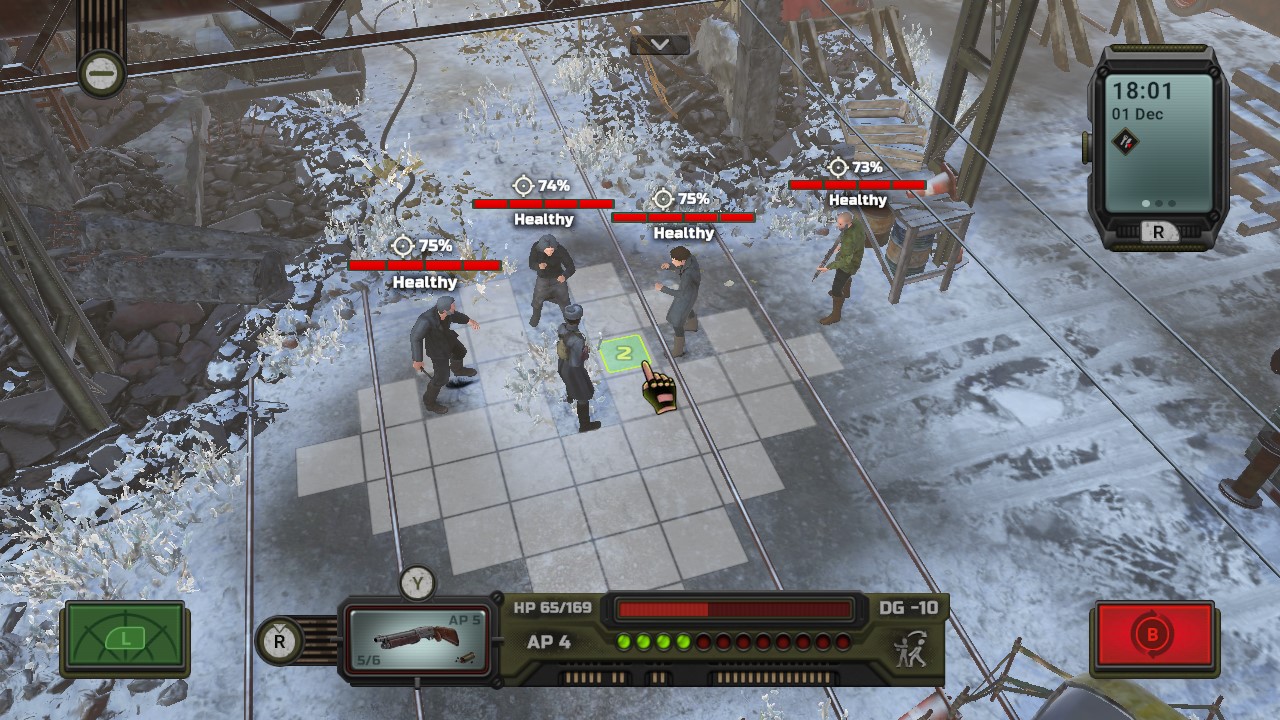 18:01
01 Dec
R
73%
Healthy
74%
Healthy
75%
Healthy
75%
Healthy
2
Y
HP 65/169
DG -10
AP 5
5/6
AP 4
L
R
B